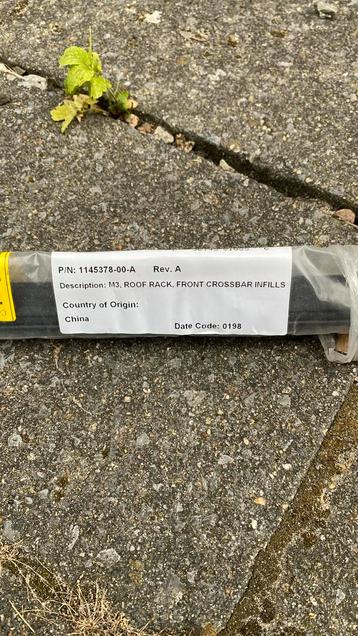 P/N: 1145378-00-A Rev. A
Description: M3, ROOF RACK, FRONT CROSSBAR INFILLS
Country of Origin:
China
Date Code: 0198